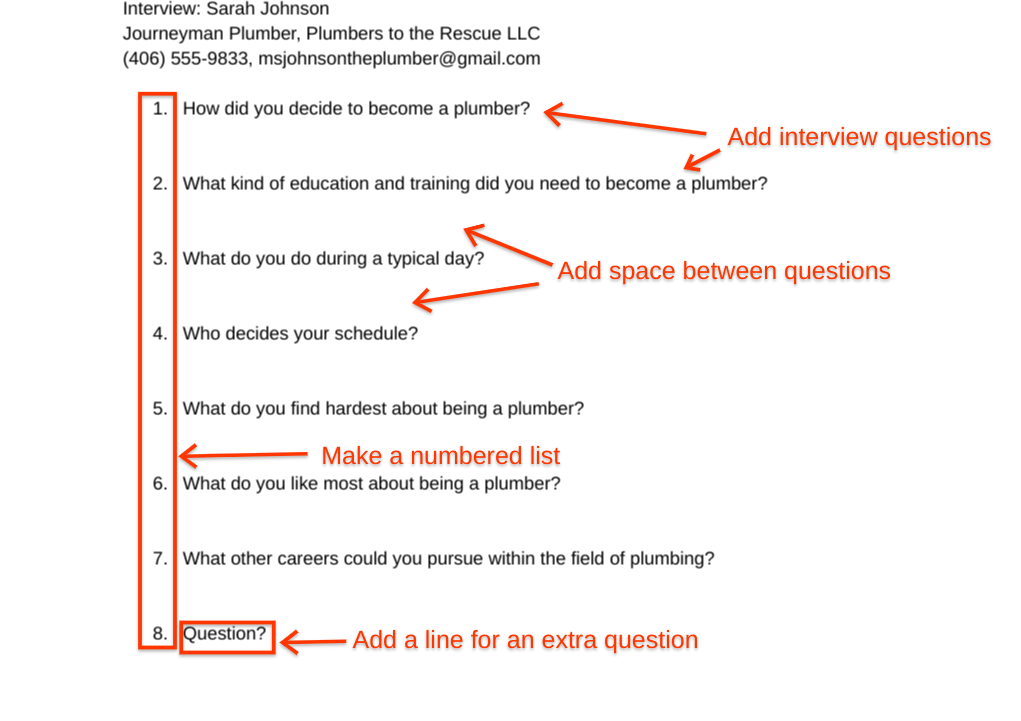 Interview: Sarah Johnson
Journeyman Plumber, Plumbers to the Rescue LLC
(406) 555-9833, msjohnsontheplumber@gmail.com
1. How did you decide to become a plumber?
Add interview questions
2. What kind of education and training did you need to become a plumber?
3. What do you do during a typical day?
Add space between questions
4. Who decides your schedule?
5. What do you find hardest about being a plumber?
Make a numbered list
6. What do you like most about being a plumber?
7. What other careers could you pursue within the field of plumbing?
8. Question?
Add a line for an extra question